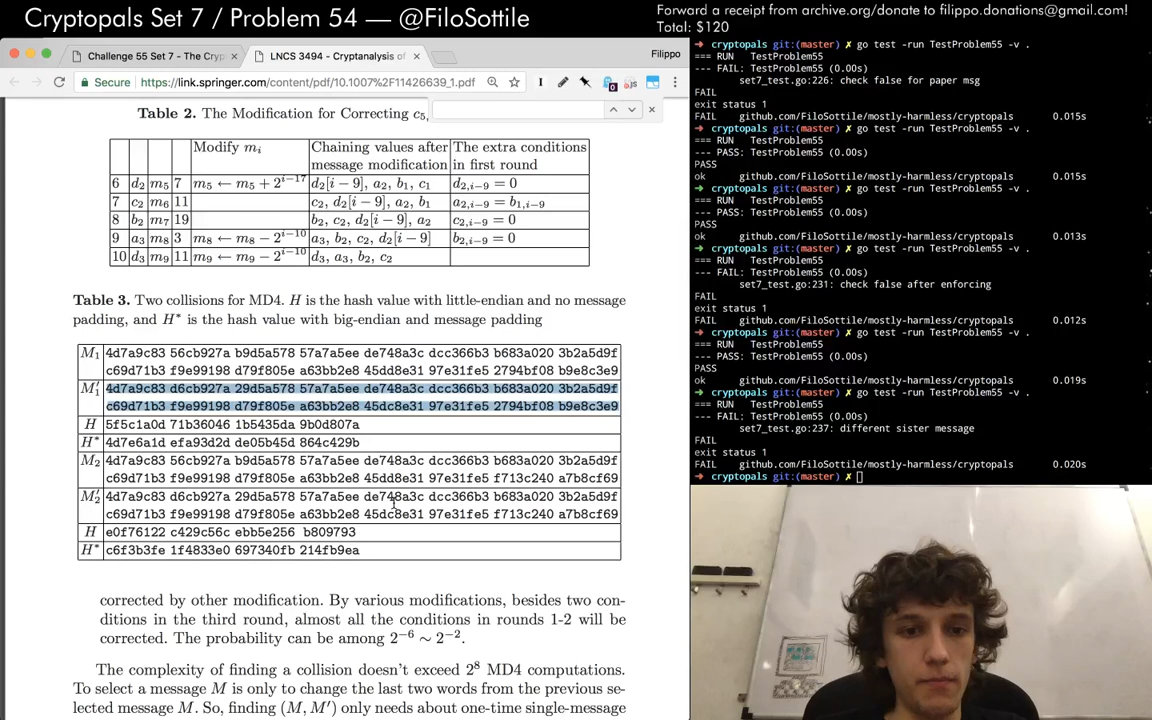 Cryptopals Set 7 / Problem 54 — @FiloSottile
Forward a receipt from archive.org/donate to filippo.donations@gmail.com!
Total: $120
Challenge 55 Set 7 - The Cryp ×
LNCS 3494 - Cryptanalysis of ×
Filippo
Secure
https://link.springer.com/content/pdf/10.1007%2F11426639_1.pdf
Table 2. The Modification for Correcting c₅,
Modify mᵢ
Chaining values after message modification
The extra conditions in first round
6 d₂ m₅ 7 m₅ ← m₅ + 2^{i−17} d₂[i − 9], a₂, b₁, c₁ d_{2,i−9} = 0
7 c₂ m₆ 11 c₂, d₂[i − 9], a₂, b₁ a_{2,i−9} = b_{1,i−9}
8 b₂ m₇ 19 b₂, c₂, d₂[i − 9], a₂ c_{2,i−9} = 0
9 a₃ m₈ 3 m₈ ← m₈ − 2^{i−10} a₃, b₂, c₂, d₂[i − 9] b_{2,i−9} = 0
10 d₃ m₉ 11 m₉ ← m₉ − 2^{i−10} d₃, a₃, b₂, c₂
Table 3. Two collisions for MD4. H is the hash value with little-endian and no message
padding, and H* is the hash value with big-endian and message padding
M₁ 4d7a9c83 56cb927a b9d5a578 57a7a5ee de748a3c dcc366b3 b683a020 3b2a5d9f
c69d71b3 f9e99198 d79f805e a63bb2e8 45dd8e31 97e31fe5 2794bf08 b9e8c3e9
M₁′ 4d7a9c83 d6cb927a 29d5a578 57a7a5ee de748a3c dcc366b3 b683a020 3b2a5d9f
c69d71b3 f9e99198 d79f805e a63bb2e8 45dc8e31 97e31fe5 2794bf08 b9e8c3e9
H 5f5c1a0d 71b36046 1b5435da 9b0d807a
H* 4d7e6a1d efa93d2d de05b45d 864c429b
M₂ 4d7a9c83 56cb927a b9d5a578 57a7a5ee de748a3c dcc366b3 b683a020 3b2a5d9f
c69d71b3 f9e99198 d79f805e a63bb2e8 45dd8e31 97e31fe5 f713c240 a7b8cf69
M₂′ 4d7a9c83 d6cb927a 29d5a578 57a7a5ee de748a3c dcc366b3 b683a020 3b2a5d9f
c69d71b3 f9e99198 d79f805e a63bb2e8 45dc8e31 97e31fe5 f713c240 a7b8cf69
H e0f76122 c429c56c ebb5e256 b809793
H* c6f3b3fe 1f4833e0 697340fb 214fb9ea
corrected by other modification. By various modifications, besides two con-
ditions in the third round, almost all the conditions in rounds 1-2 will be
corrected. The probability can be among 2⁻⁶ ∼ 2⁻².
The complexity of finding a collision doesn't exceed 2⁸ MD4 computations.
To select a message M is only to change the last two words from the previous se-
lected message M. So, finding (M, M′) only needs about one-time single-message
➜ cryptopals git:(master) ✗ go test -run TestProblem55 -v .
=== RUN TestProblem55
--- FAIL: TestProblem55 (0.00s)
set7_test.go:226: check false for paper msg
FAIL
exit status 1
FAIL github.com/FiloSottile/mostly-harmless/cryptopals 0.015s
➜ cryptopals git:(master) ✗ go test -run TestProblem55 -v .
=== RUN TestProblem55
--- PASS: TestProblem55 (0.00s)
PASS
ok github.com/FiloSottile/mostly-harmless/cryptopals 0.015s
➜ cryptopals git:(master) ✗ go test -run TestProblem55 -v .
=== RUN TestProblem55
--- PASS: TestProblem55 (0.00s)
PASS
ok github.com/FiloSottile/mostly-harmless/cryptopals 0.013s
➜ cryptopals git:(master) ✗ go test -run TestProblem55 -v .
=== RUN TestProblem55
--- FAIL: TestProblem55 (0.00s)
set7_test.go:231: check false after enforcing
FAIL
exit status 1
FAIL github.com/FiloSottile/mostly-harmless/cryptopals 0.012s
➜ cryptopals git:(master) ✗ go test -run TestProblem55 -v .
=== RUN TestProblem55
--- PASS: TestProblem55 (0.00s)
PASS
ok github.com/FiloSottile/mostly-harmless/cryptopals 0.019s
➜ cryptopals git:(master) ✗ go test -run TestProblem55 -v .
=== RUN TestProblem55
--- FAIL: TestProblem55 (0.00s)
set7_test.go:237: different sister message
FAIL
exit status 1
FAIL github.com/FiloSottile/mostly-harmless/cryptopals 0.020s
➜ cryptopals git:(master) ✗